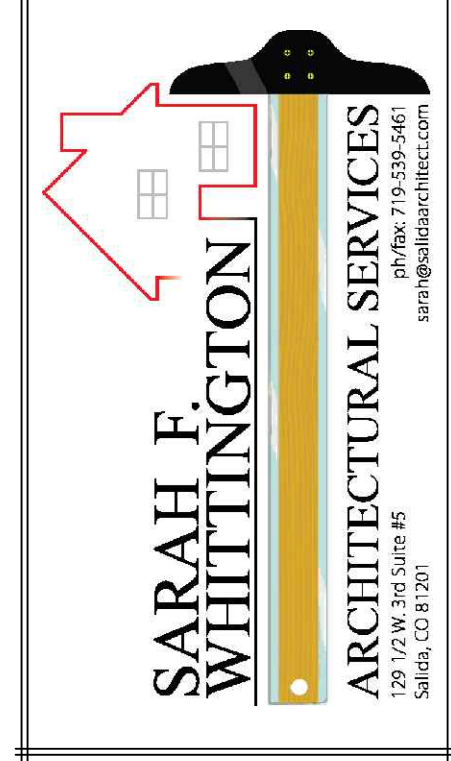 SARAH F.
WHITTINGTON
ARCHITECTURAL SERVICES
129 1/2 W. 3rd Suite #5
Salida, CO 81201
ph/fax: 719-539-5461
sarah@salidaarchitect.com